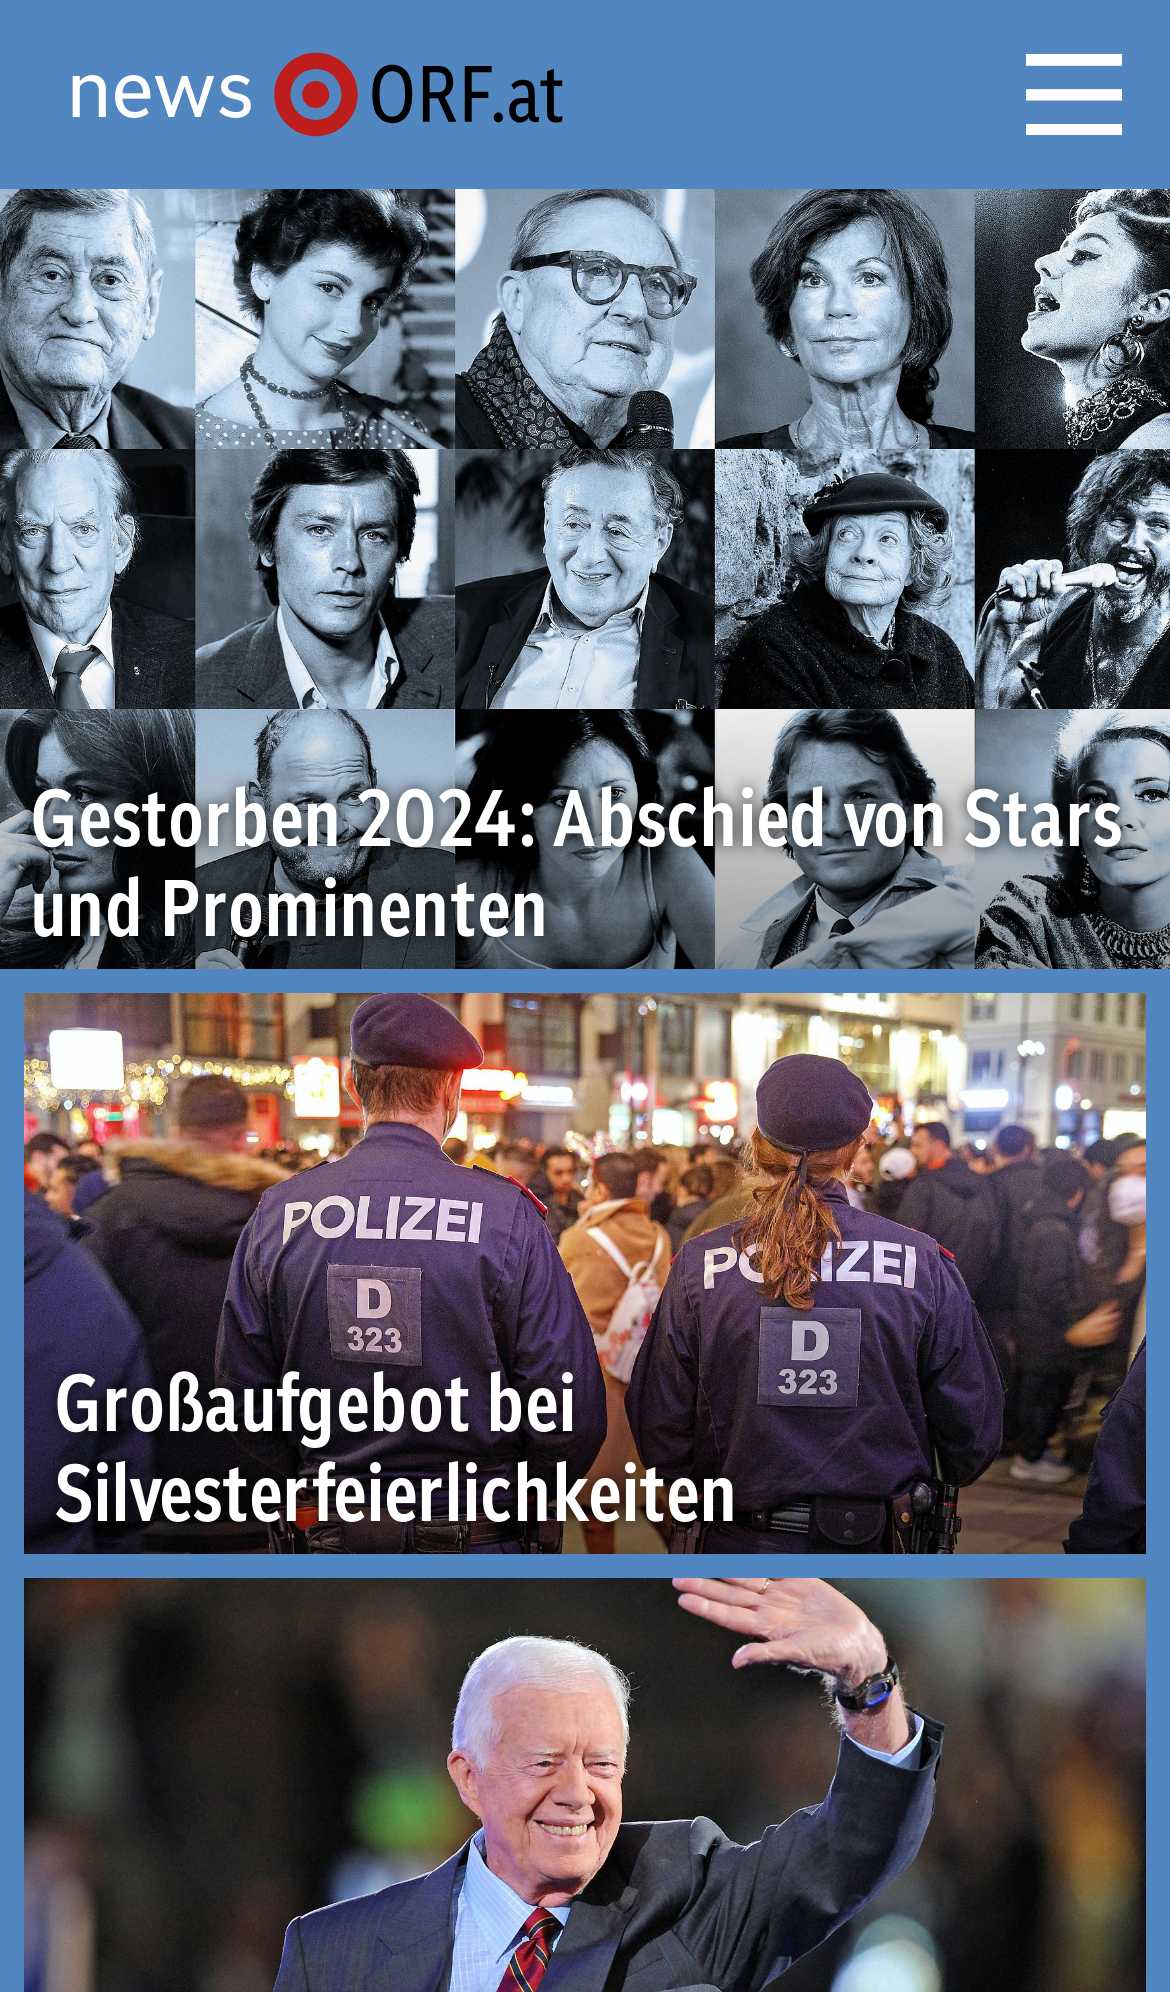 news ORF.at
Gestorben 2024: Abschied von Stars
und Prominenten
POLIZEI
D
323
POLIZEI
D
323
Großaufgebot bei
Silvesterfeierlichkeiten